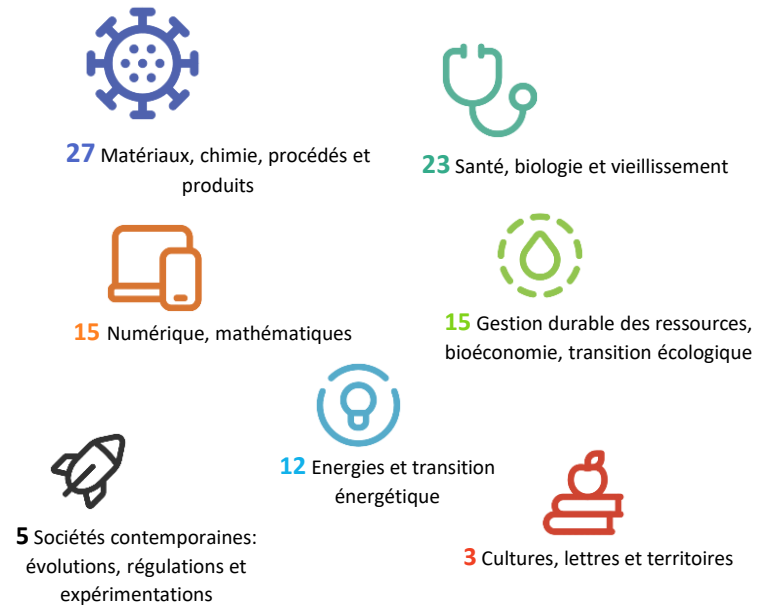 27 Matériaux, chimie, procédés et
produits
23 Santé, biologie et vieillissement
15 Numérique, mathématiques
15 Gestion durable des ressources,
bioéconomie, transition écologique
12 Energies et transition
énergétique
5 Sociétés contemporaines:
évolutions, régulations et
expérimentations
3 Cultures, lettres et territoires